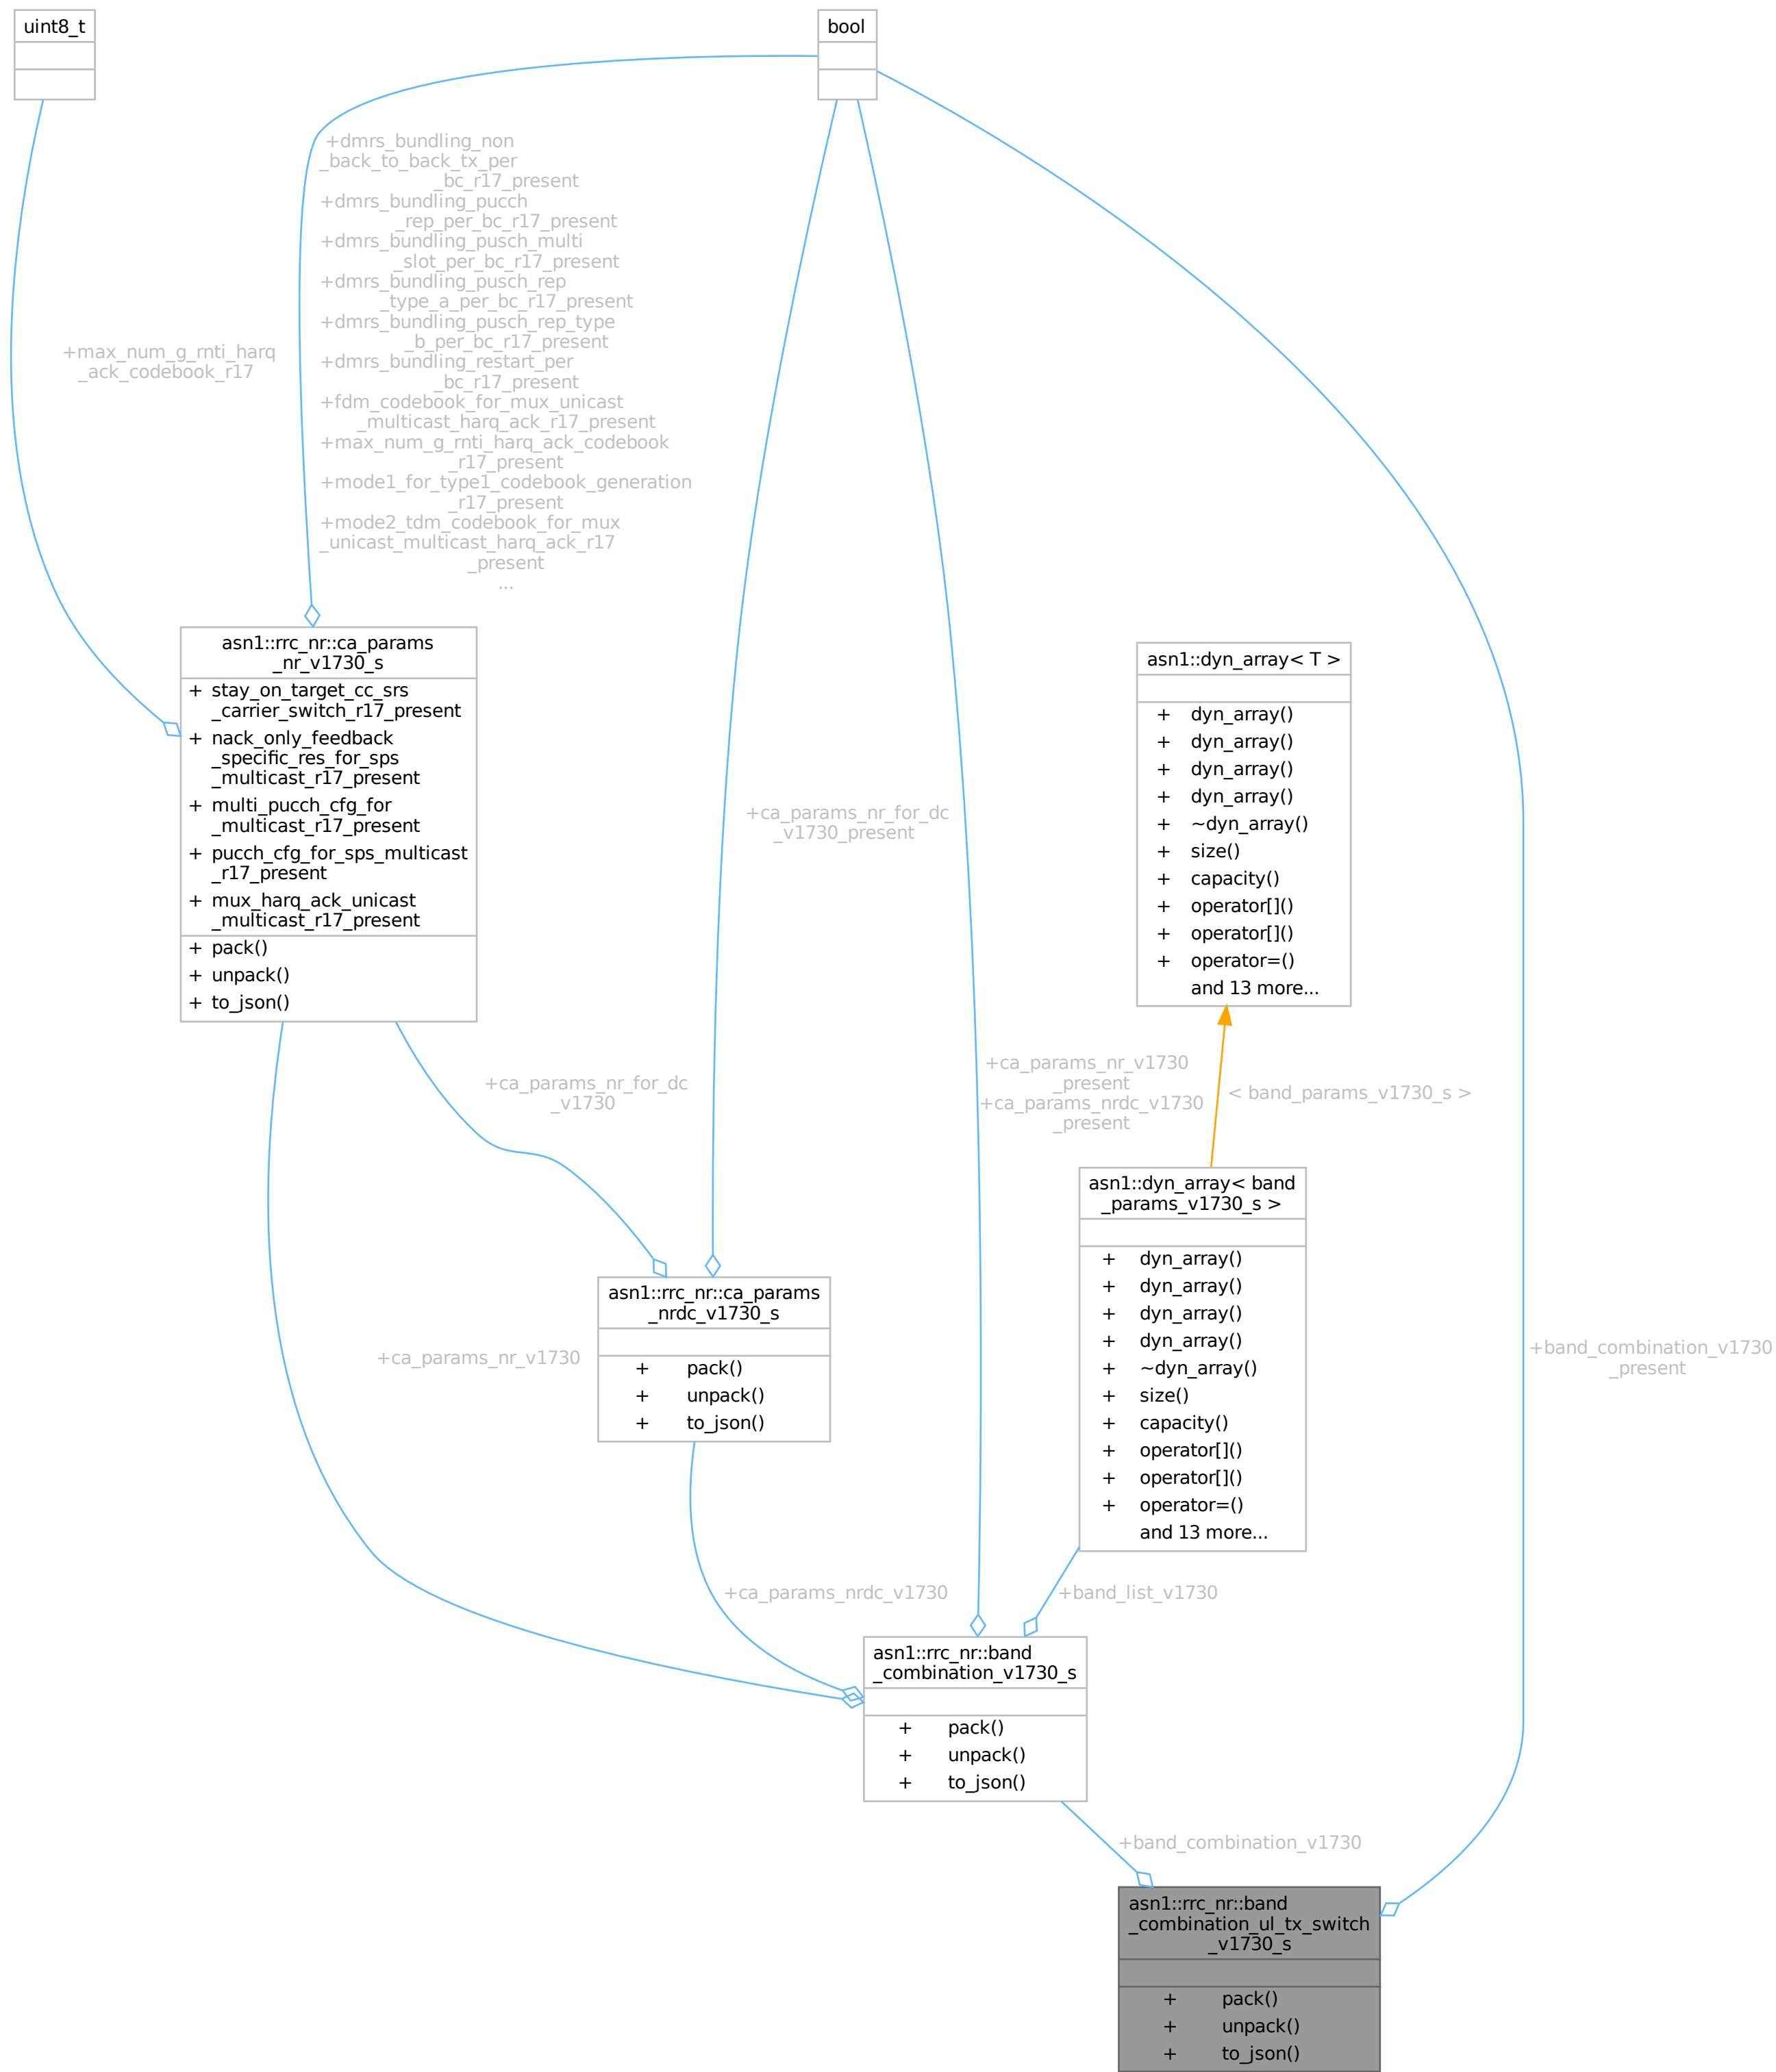 uint8_t
bool
+dmrs_bundling_non
_back_to_back_tx_per
_bc_r17_present
+dmrs_bundling_pucch
_rep_per_bc_r17_present
+dmrs_bundling_pusch_multi
_slot_per_bc_r17_present
+dmrs_bundling_pusch_rep
_type_a_per_bc_r17_present
+dmrs_bundling_pusch_rep_type
_b_per_bc_r17_present
+dmrs_bundling_restart_per
_bc_r17_present
+fdm_codebook_for_mux_unicast
_multicast_harq_ack_r17_present
+max_num_g_rnti_harq_ack_codebook
_r17_present
+mode1_for_type1_codebook_generation
_r17_present
+mode2_tdm_codebook_for_mux
_unicast_multicast_harq_ack_r17
_present
...
+max_num_g_rnti_harq
_ack_codebook_r17
asn1::rrc_nr::ca_params
_nr_v1730_s
+ stay_on_target_cc_srs
_carrier_switch_r17_present
+ nack_only_feedback
_specific_res_for_sps
_multicast_r17_present
+ multi_pucch_cfg_for
_multicast_r17_present
+ pucch_cfg_for_sps_multicast
_r17_present
+ mux_harq_ack_unicast
_multicast_r17_present
+ pack()
+ unpack()
+ to_json()
+ca_params_nr_for_dc
_v1730_present
asn1::dyn_array< T >
+ dyn_array()
+ dyn_array()
+ dyn_array()
+ dyn_array()
+ ~dyn_array()
+ size()
+ capacity()
+ operator[]()
+ operator[]()
+ operator=()
and 13 more...
+ca_params_nr_for_dc
_v1730
+ca_params_nr_v1730
_present
+ca_params_nrdc_v1730
_present
< band_params_v1730_s >
asn1::dyn_array< band
_params_v1730_s >
+ dyn_array()
+ dyn_array()
+ dyn_array()
+ dyn_array()
+ ~dyn_array()
+ size()
+ capacity()
+ operator[]()
+ operator[]()
+ operator=()
and 13 more...
asn1::rrc_nr::ca_params
_nrdc_v1730_s
+ pack()
+ unpack()
+ to_json()
+ca_params_nr_v1730
+band_combination_v1730
_present
+ca_params_nrdc_v1730
+band_list_v1730
asn1::rrc_nr::band
_combination_v1730_s
+ pack()
+ unpack()
+ to_json()
+band_combination_v1730
asn1::rrc_nr::band
_combination_ul_tx_switch
_v1730_s
+ pack()
+ unpack()
+ to_json()